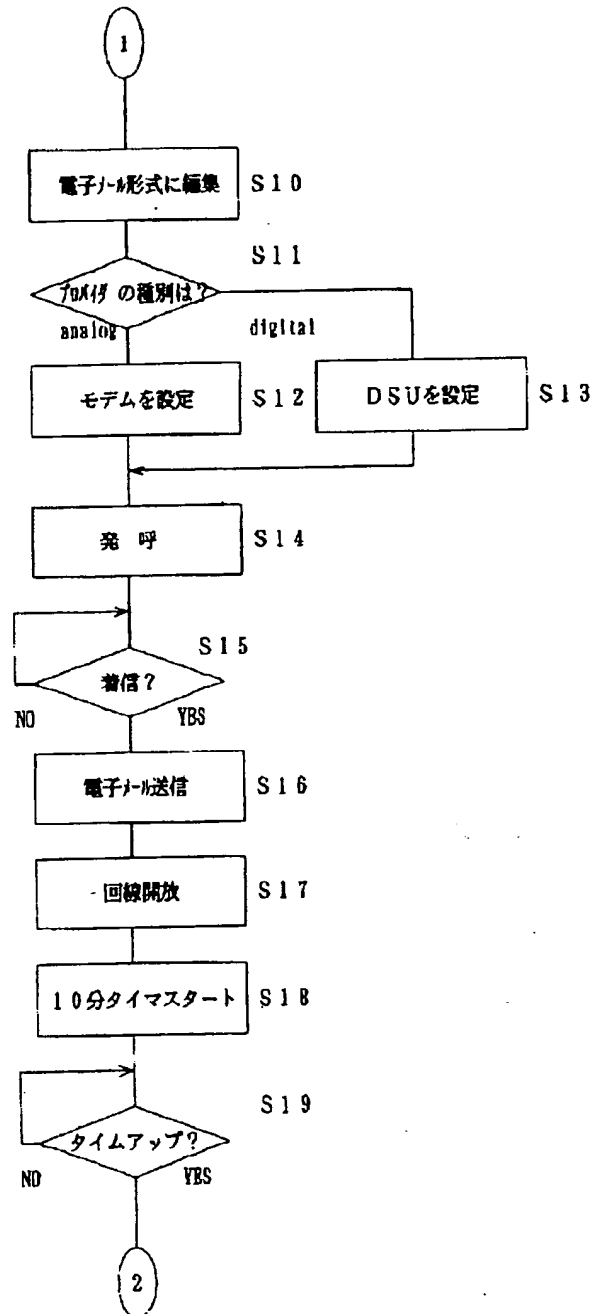 1
電子メール形式に編集 S10
S11
プロバイダの種別は?
analog digital
モデムを設定 S12 DSUを設定 S13
発 呼 S14
S15
着信?
NO YES
電子メール送信 S16
回線開放 S17
10分タイマスタート S18
S19
タイムアップ?
NO YES
2